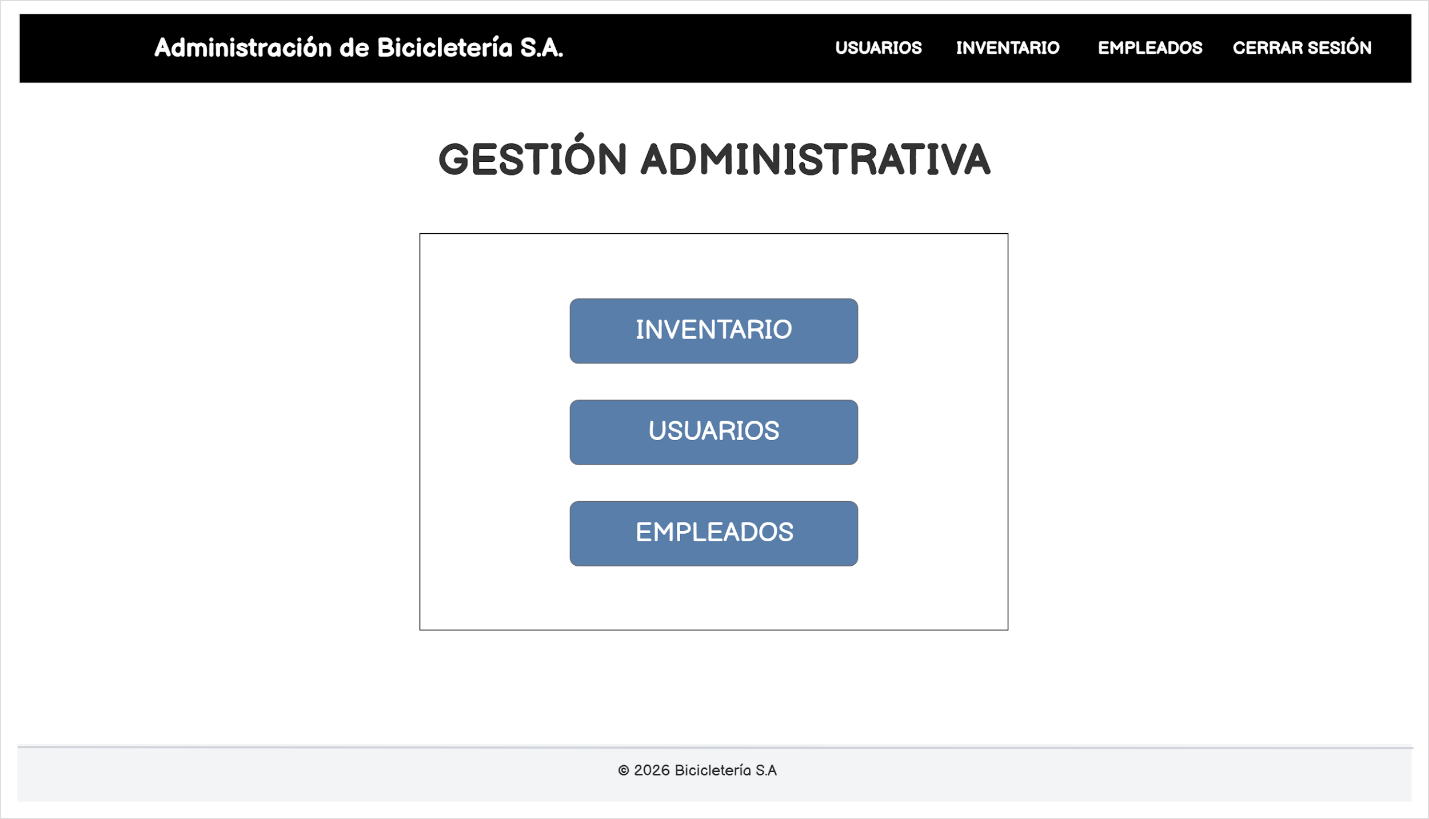 Administración de Bicicletería S.A.
USUARIOS INVENTARIO EMPLEADOS CERRAR SESIÓN
GESTIÓN ADMINISTRATIVA
INVENTARIO
USUARIOS
EMPLEADOS
© 2026 Bicicletería S.A